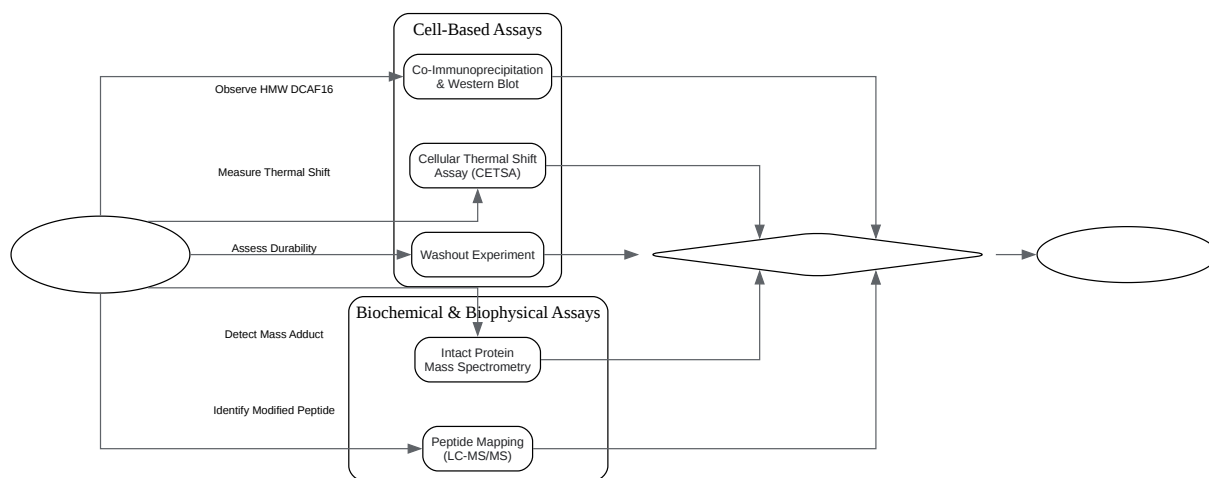 Cell-Based Assays
Co-Immunoprecipitation
& Western Blot
Observe HMW DCAF16
Cellular Thermal Shift
Assay (CETSA)
Measure Thermal Shift
Assess Durability
Washout Experiment
Biochemical & Biophysical Assays
Detect Mass Adduct
Intact Protein
Mass Spectrometry
Identify Modified Peptide
Peptide Mapping
(LC-MS/MS)